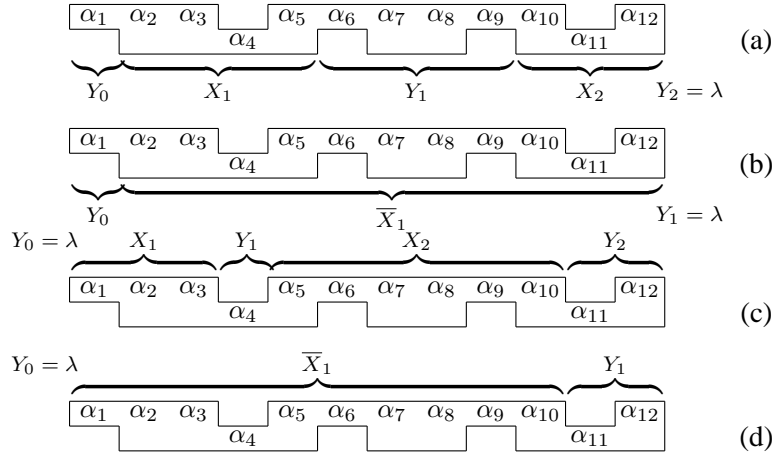 α₁ α₂ α₃ α₅ α₆ α₇ α₈ α₉ α₁₀ α₁₂
α₄ α₁₁ (a)
Y₀ X₁ Y₁ X₂ Y₂ = λ
α₁ α₂ α₃ α₅ α₆ α₇ α₈ α₉ α₁₀ α₁₂
α₄ α₁₁ (b)
Y₀ X̅₁ Y₁ = λ
Y₀ = λ X₁ Y₁ X₂ Y₂
α₁ α₂ α₃ α₅ α₆ α₇ α₈ α₉ α₁₀ α₁₂
α₄ α₁₁ (c)
Y₀ = λ X̅₁ Y₁
α₁ α₂ α₃ α₅ α₆ α₇ α₈ α₉ α₁₀ α₁₂
α₄ α₁₁ (d)